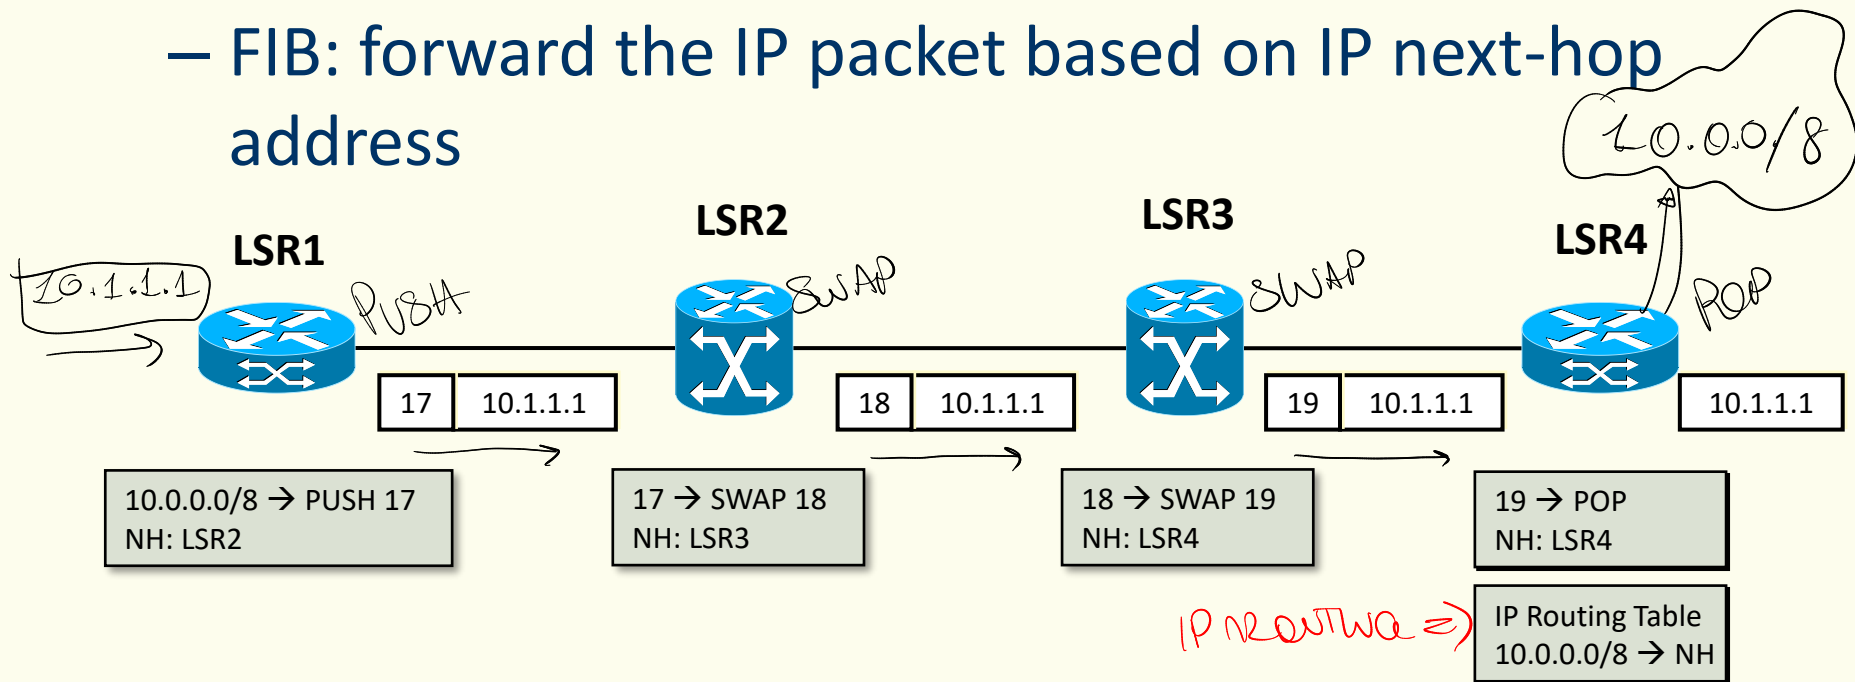 – FIB: forward the IP packet based on IP next-hop
address
10.0.0/8
LSR1
LSR2
LSR3
LSR4
10.1.1.1
PUSH
SWAP
SWAP
POP
17 10.1.1.1
18 10.1.1.1
19 10.1.1.1
10.1.1.1
10.0.0.0/8 → PUSH 17
NH: LSR2
17 → SWAP 18
NH: LSR3
18 → SWAP 19
NH: LSR4
19 → POP
NH: LSR4
IP ROUTING =>
IP Routing Table
10.0.0.0/8 → NH